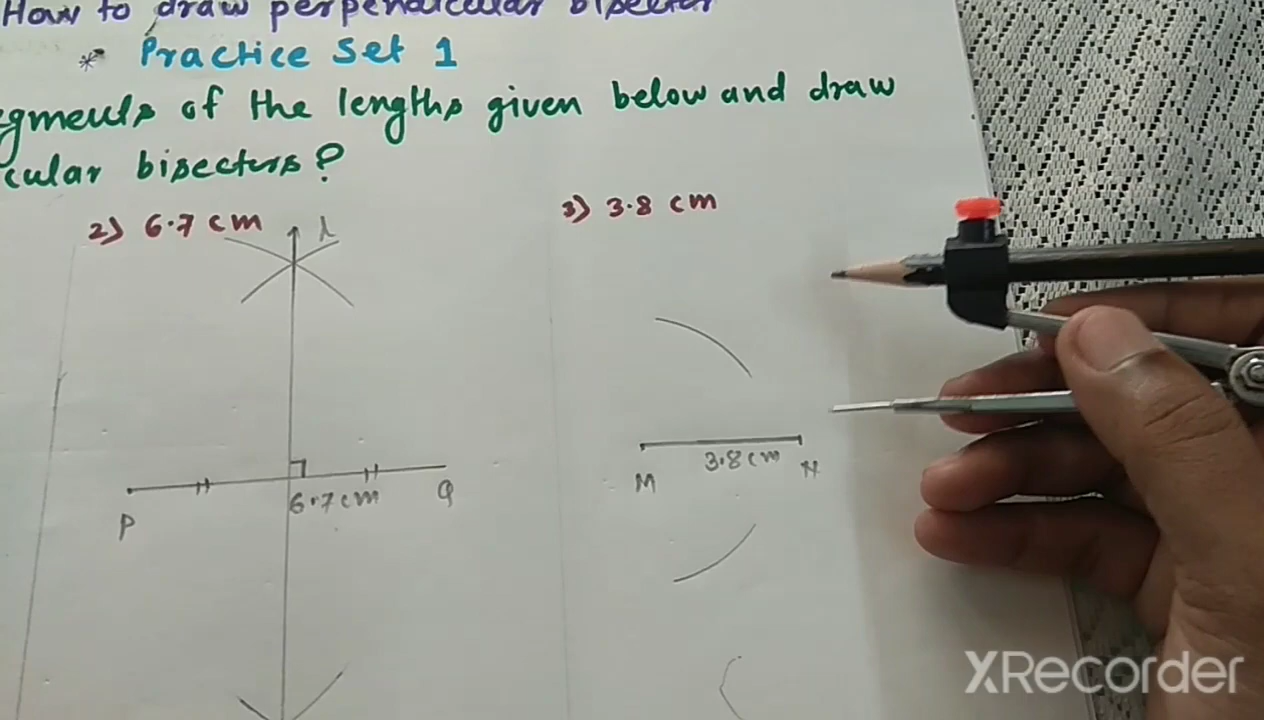 How to draw perpendicular bisector
* Practice Set 1
egments of the lengths given below and draw
cular bisectors?
2) 6.7 cm
l
3) 3.8 cm
3.8 cm
M N
6.7 cm
P Q
XRecorder